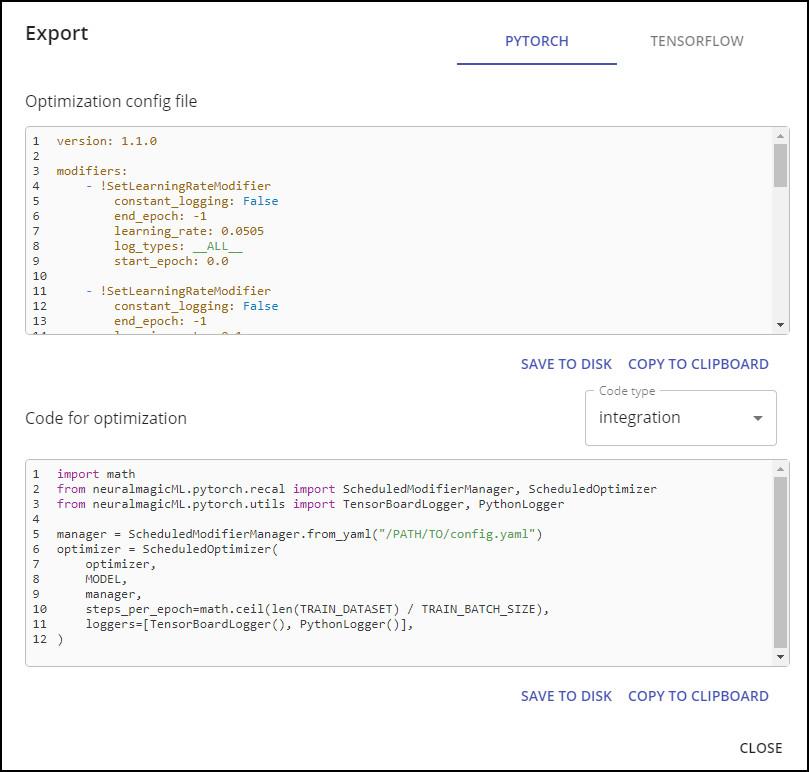 Export
PYTORCH TENSORFLOW
Optimization config file
1 version: 1.1.0
2
3 modifiers:
4 - !SetLearningRateModifier
5 constant_logging: False
6 end_epoch: -1
7 learning_rate: 0.0505
8 log_types: __ALL__
9 start_epoch: 0.0
10
11 - !SetLearningRateModifier
12 constant_logging: False
13 end_epoch: -1
SAVE TO DISK COPY TO CLIPBOARD
Code for optimization
Code type
integration
1 import math
2 from neuralmagicML.pytorch.recal import ScheduledModifierManager, ScheduledOptimizer
3 from neuralmagicML.pytorch.utils import TensorBoardLogger, PythonLogger
4
5 manager = ScheduledModifierManager.from_yaml("/PATH/TO/config.yaml")
6 optimizer = ScheduledOptimizer(
7 optimizer,
8 MODEL,
9 manager,
10 steps_per_epoch=math.ceil(len(TRAIN_DATASET) / TRAIN_BATCH_SIZE),
11 loggers=[TensorBoardLogger(), PythonLogger()],
12 )
SAVE TO DISK COPY TO CLIPBOARD
CLOSE